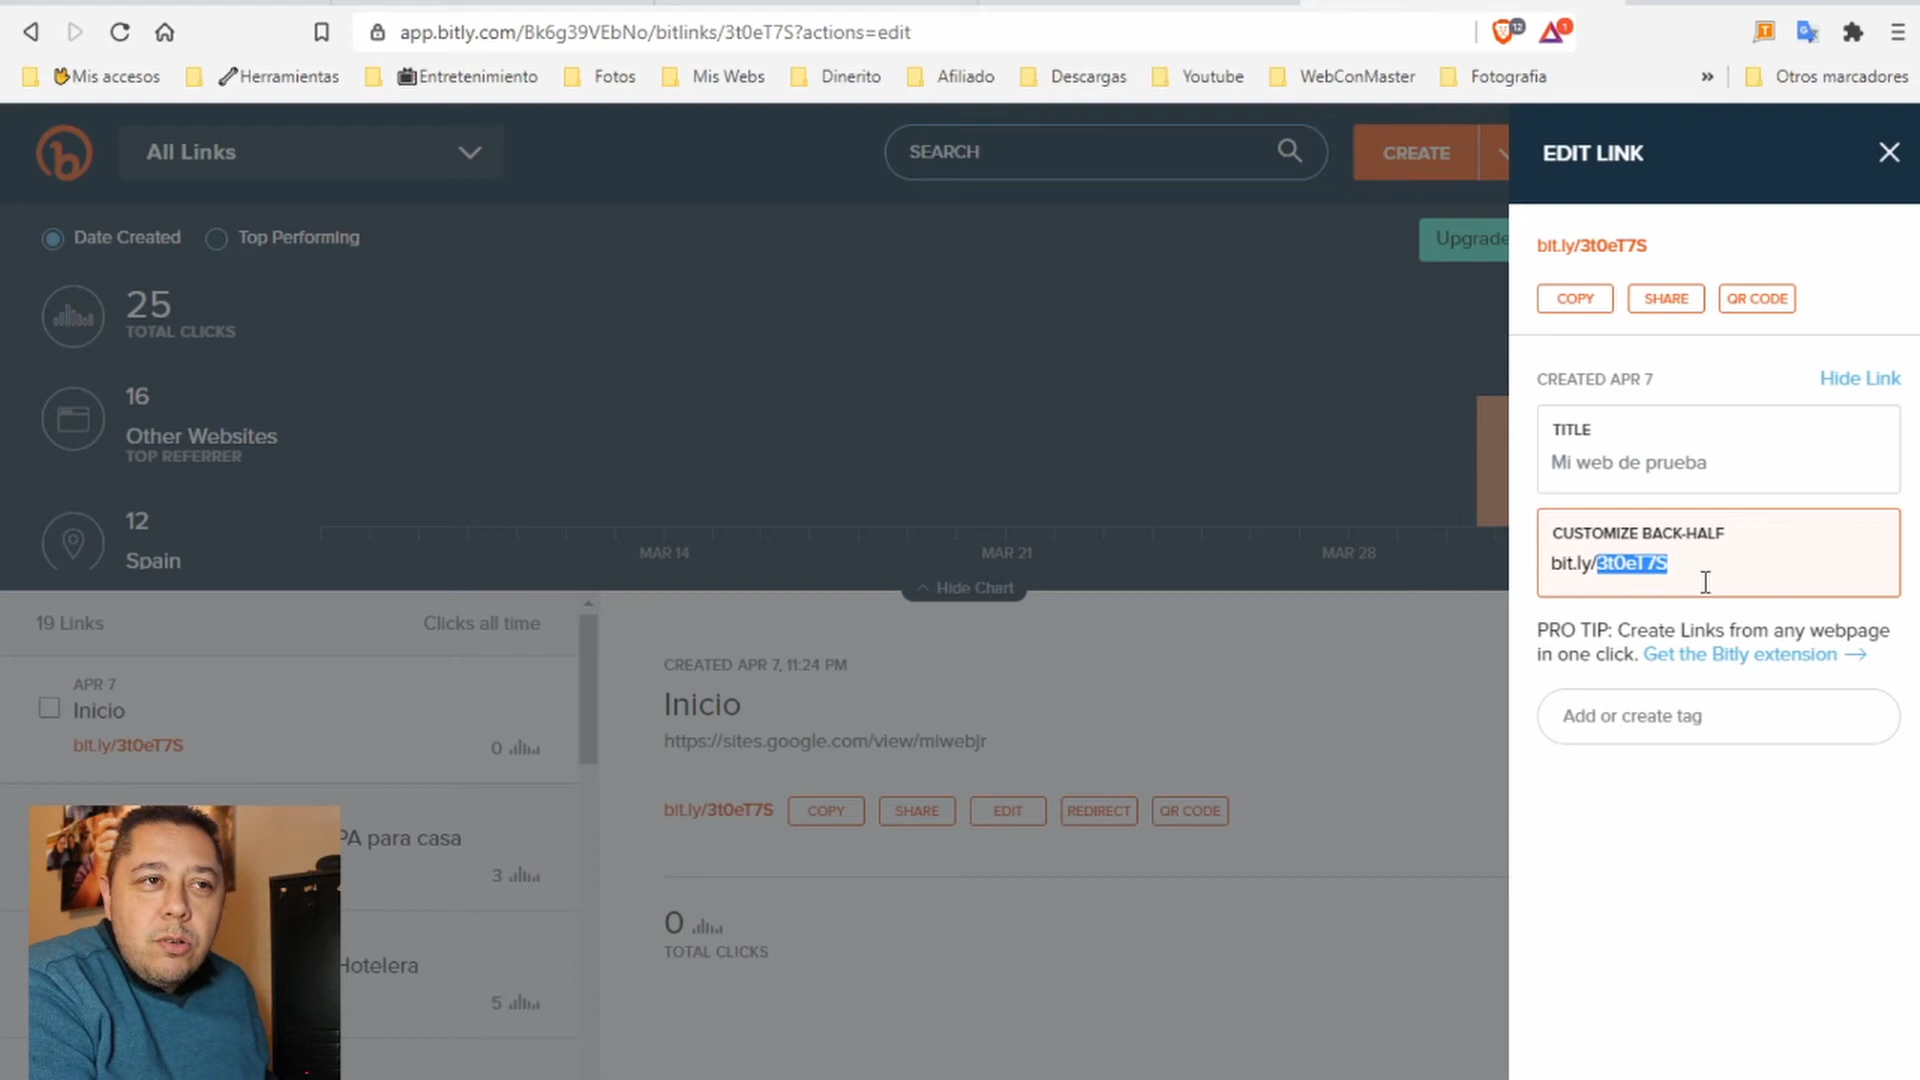 app.bitly.com/Bk6g39VEbNo/bitlinks/3t0eT7S?actions=edit
12
1
Mis accesos
Herramientas
Entretenimiento
Fotos
Mis Webs
Dinerito
Afiliado
Descargas
Youtube
WebConMaster
Fotografia
»
Otros marcadores
All Links
SEARCH
CREATE
EDIT LINK
Date Created
Top Performing
Upgrade
bit.ly/3t0eT7S
COPY
SHARE
QR CODE
25
TOTAL CLICKS
16
Other Websites
TOP REFERRER
12
Spain
MAR 14
MAR 21
MAR 28
Hide Chart
CREATED APR 7
Hide Link
TITLE
Mi web de prueba
CUSTOMIZE BACK-HALF
bit.ly/3t0eT7S
PRO TIP: Create Links from any webpage
in one click. Get the Bitly extension →
Add or create tag
19 Links
Clicks all time
APR 7
Inicio
bit.ly/3t0eT7S
0
PA para casa
3
Hotelera
5
CREATED APR 7, 11:24 PM
Inicio
https://sites.google.com/view/miwebjr
bit.ly/3t0eT7S
COPY
SHARE
EDIT
REDIRECT
QR CODE
0
TOTAL CLICKS